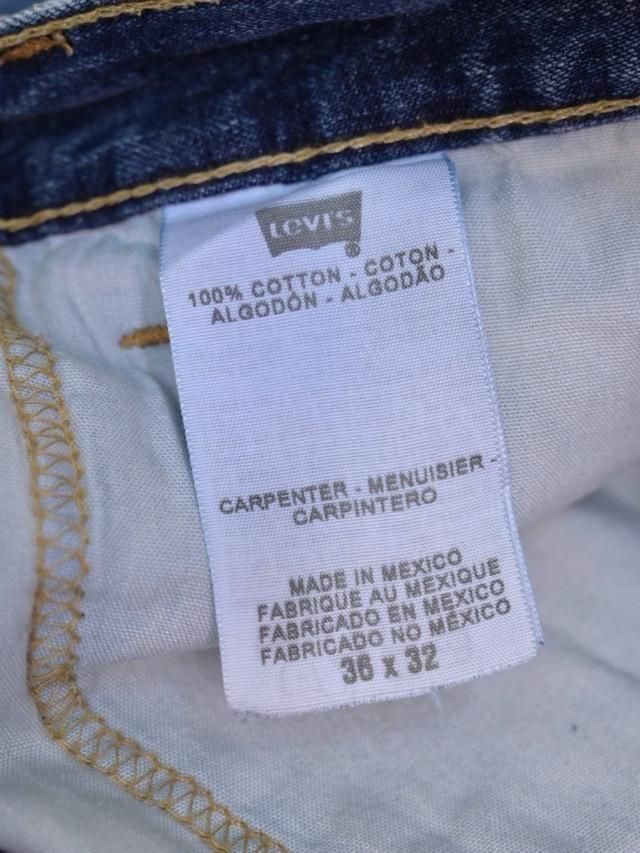 Levi's
®
100% COTTON - COTON -
ALGODÓN - ALGODÃO
CARPENTER - MENUISIER -
CARPINTERO
MADE IN MEXICO
FABRIQUE AU MEXIQUE
FABRICADO EN MEXICO
FABRICADO NO MÉXICO
36 x 32